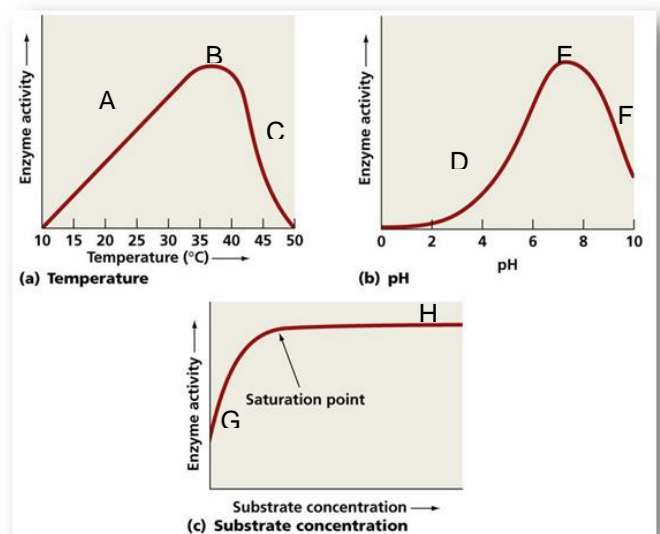 Enzyme activity
A
B
C
10 15 20 25 30 35 40 45 50
Temperature (°C)
(a) Temperature
Enzyme activity
D
E
F
0 2 4 6 8 10
pH
(b) pH
Enzyme activity
G
H
Saturation point
Substrate concentration
(c) Substrate concentration